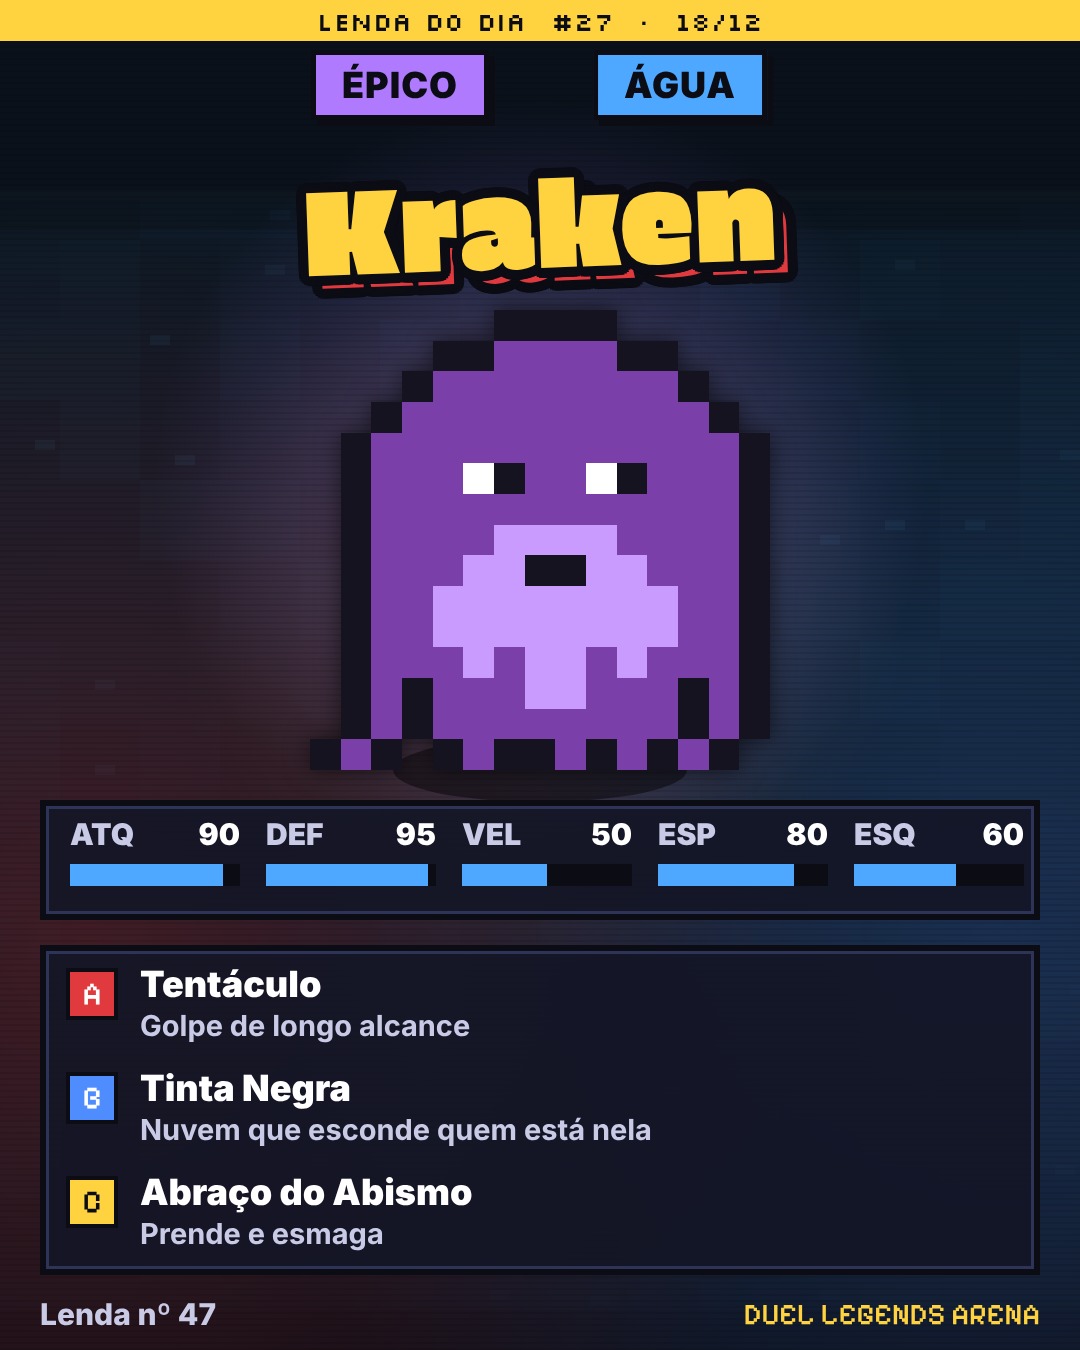 LENDA DO DIA #27 · 18/12
ÉPICO
ÁGUA
Kraken
ATQ 90 DEF 95 VEL 50 ESP 80 ESQ 60
A Tentáculo
Golpe de longo alcance
B Tinta Negra
Nuvem que esconde quem está nela
C Abraço do Abismo
Prende e esmaga
Lenda nº 47
DUEL LEGENDS ARENA